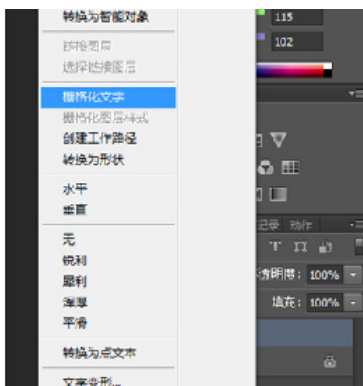 转换为智能对象
115
链接图层
102
选择链接图层
栅格化文字
栅格化图层样式
创建工作路径
转换为形状
水平
垂直
记录 动作
无
锐利
犀利
不透明度: 100%
浑厚
填充: 100%
平滑
转换为点文本
文字变形...